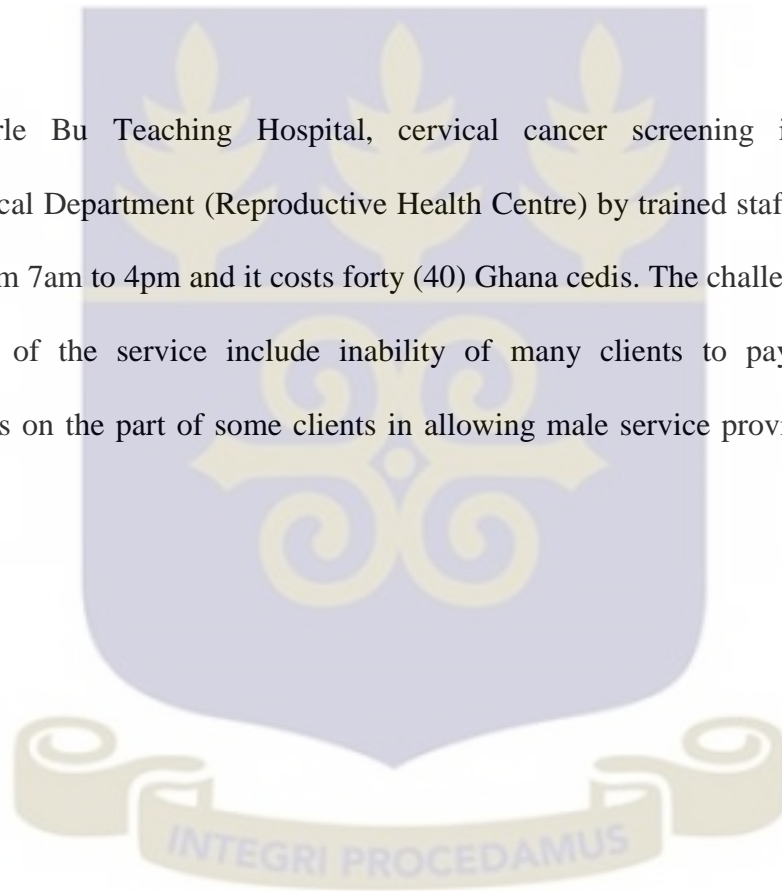 rle Bu Teaching Hospital, cervical cancer screening i
cal Department (Reproductive Health Centre) by trained staf
m 7am to 4pm and it costs forty (40) Ghana cedis. The challe
of the service include inability of many clients to pay
s on the part of some clients in allowing male service provi
INTEGRI PROCEDAMUS